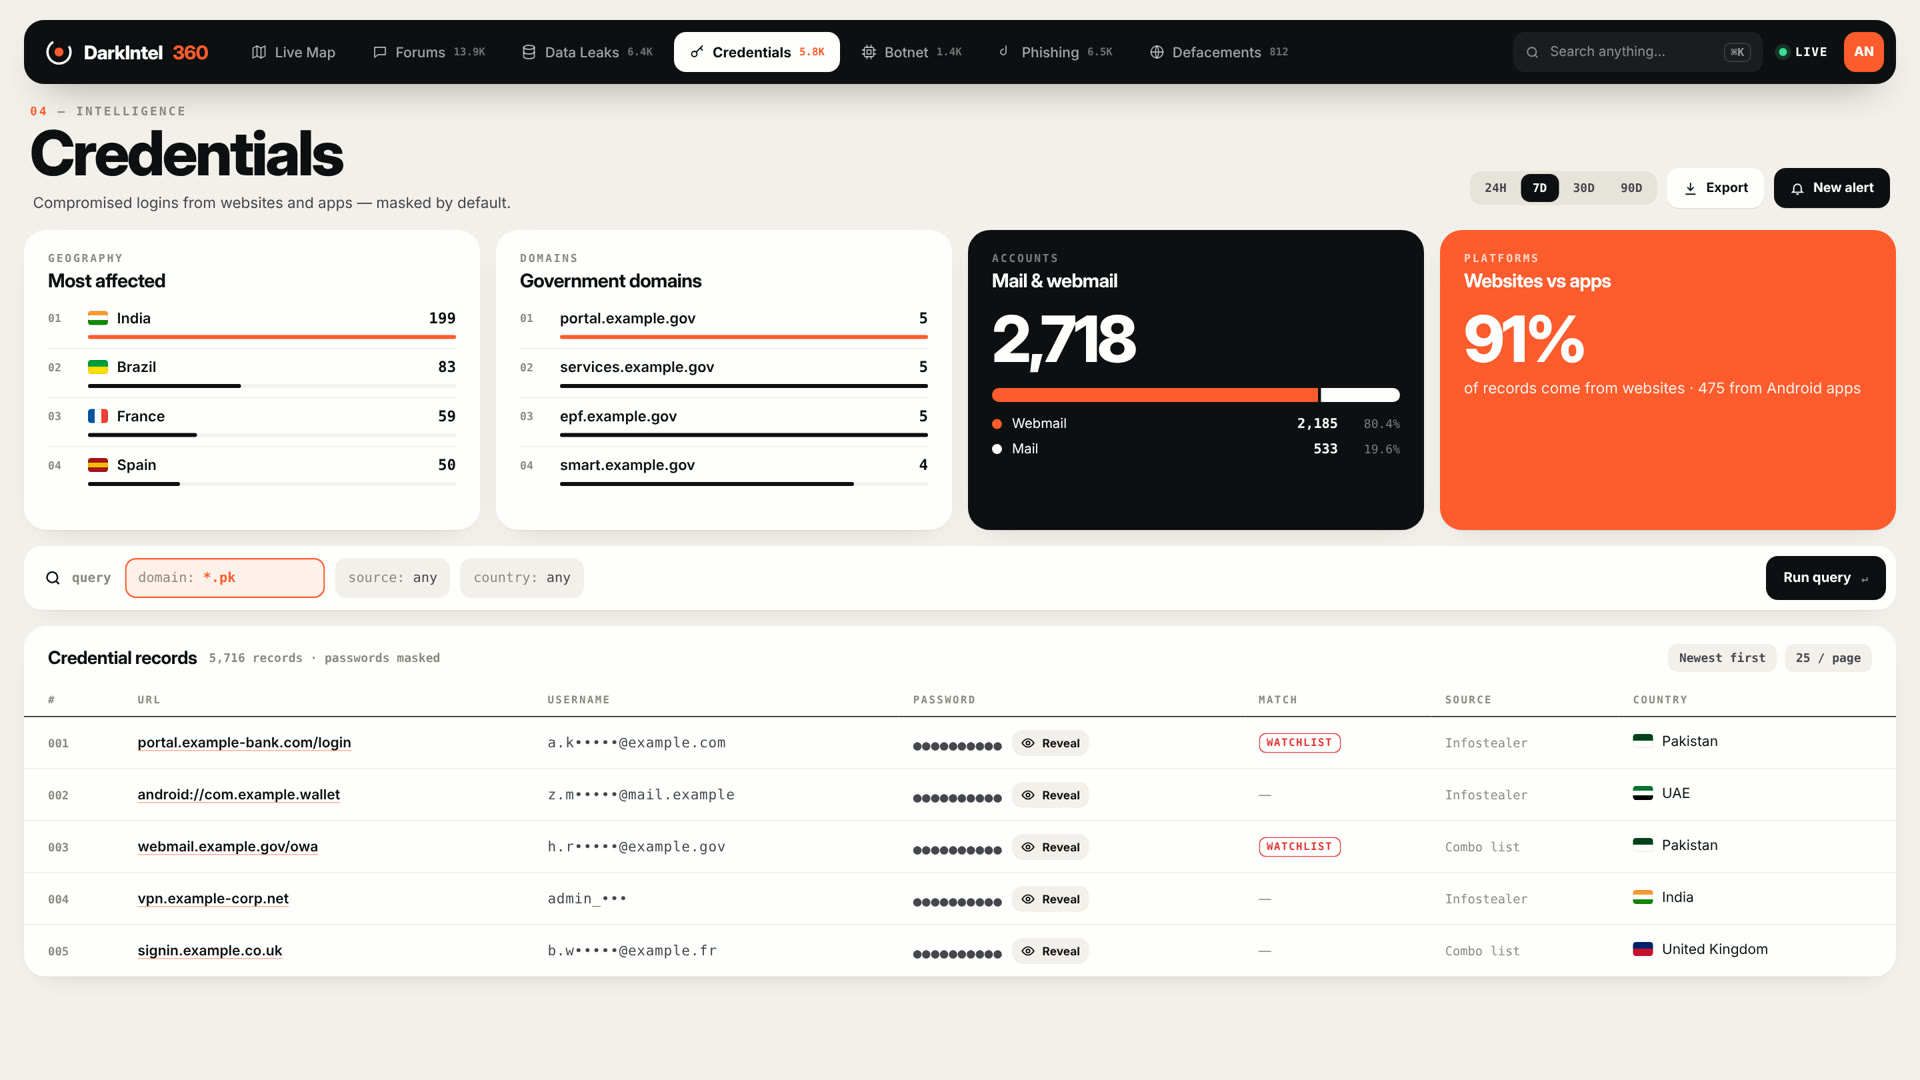 DarkIntel 360 Live Map Forums 13.9K Data Leaks 6.4K Credentials 5.8K Botnet 1.4K Phishing 6.5K Defacements 812 Search anything... ⌘K LIVE AN
04 — INTELLIGENCE
Credentials
Compromised logins from websites and apps — masked by default.
24H 7D 30D 90D Export New alert
GEOGRAPHY
Most affected
01 India 199
02 Brazil 83
03 France 59
04 Spain 50
DOMAINS
Government domains
01 portal.example.gov 5
02 services.example.gov 5
03 epf.example.gov 5
04 smart.example.gov 4
ACCOUNTS
Mail & webmail
2,718
Webmail 2,185 80.4%
Mail 533 19.6%
PLATFORMS
Websites vs apps
91%
of records come from websites · 475 from Android apps
query domain: *.pk source: any country: any Run query ↵
Credential records 5,716 records · passwords masked Newest first 25 / page
# URL USERNAME PASSWORD MATCH SOURCE COUNTRY
001 portal.example-bank.com/login a.k•••••@example.com ●●●●●●●●●● Reveal WATCHLIST Infostealer Pakistan
002 android://com.example.wallet z.m•••••@mail.example ●●●●●●●●●● Reveal — Infostealer UAE
003 webmail.example.gov/owa h.r•••••@example.gov ●●●●●●●●●● Reveal WATCHLIST Combo list Pakistan
004 vpn.example-corp.net admin_••• ●●●●●●●●●● Reveal — Infostealer India
005 signin.example.co.uk b.w•••••@example.fr ●●●●●●●●●● Reveal — Combo list United Kingdom